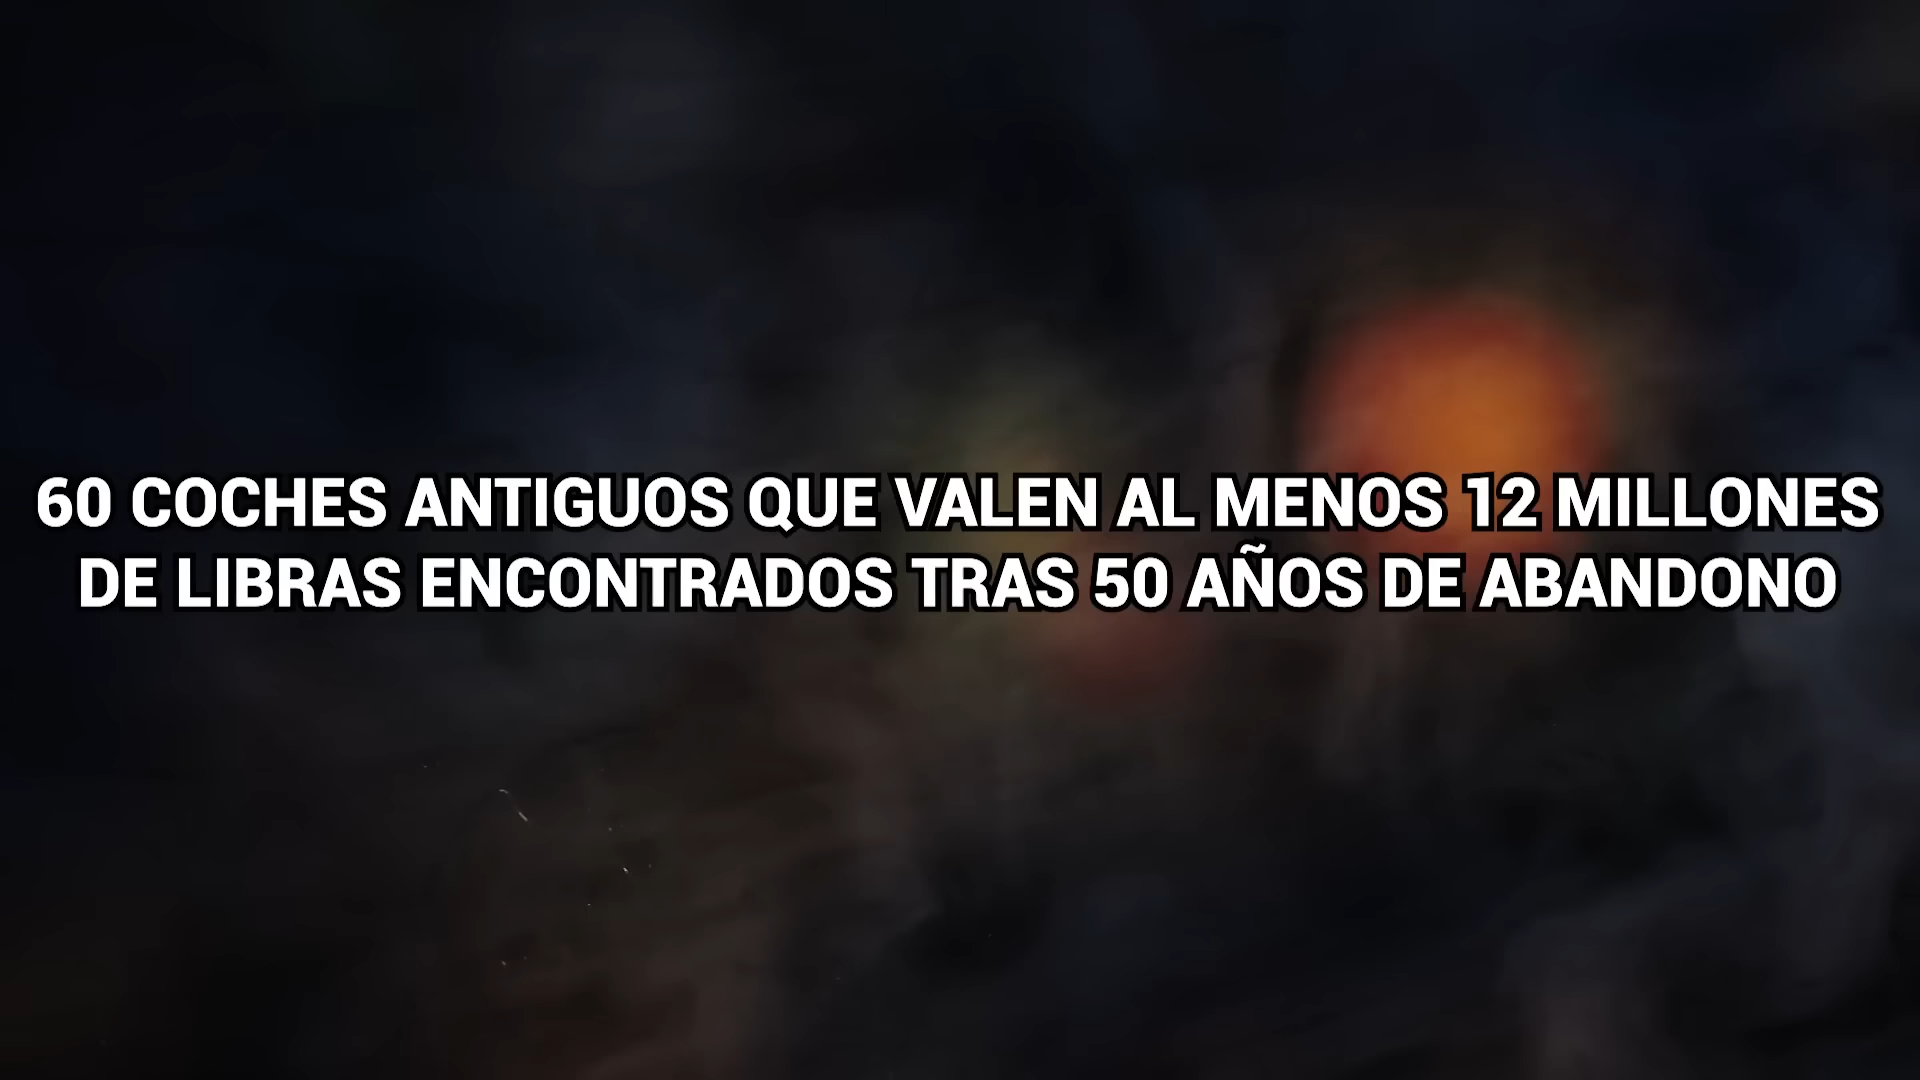 60 COCHES ANTIGUOS QUE VALEN AL MENOS 12 MILLONES
DE LIBRAS ENCONTRADOS TRAS 50 AÑOS DE ABANDONO